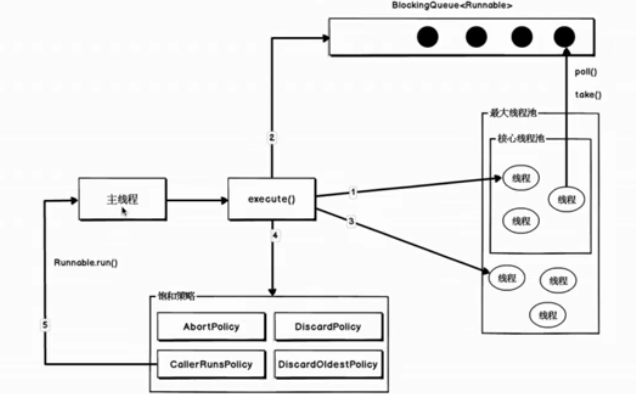 BlockingQueue<Runnable>
poll()
take()
最大线程池
核心线程池
线程
线程
线程
线程
线程
线程
2
1
3
4
5
主线程
execute()
Runnable.run()
饱和策略
AbortPolicy
DiscardPolicy
CallerRunsPolicy
DiscardOldestPolicy